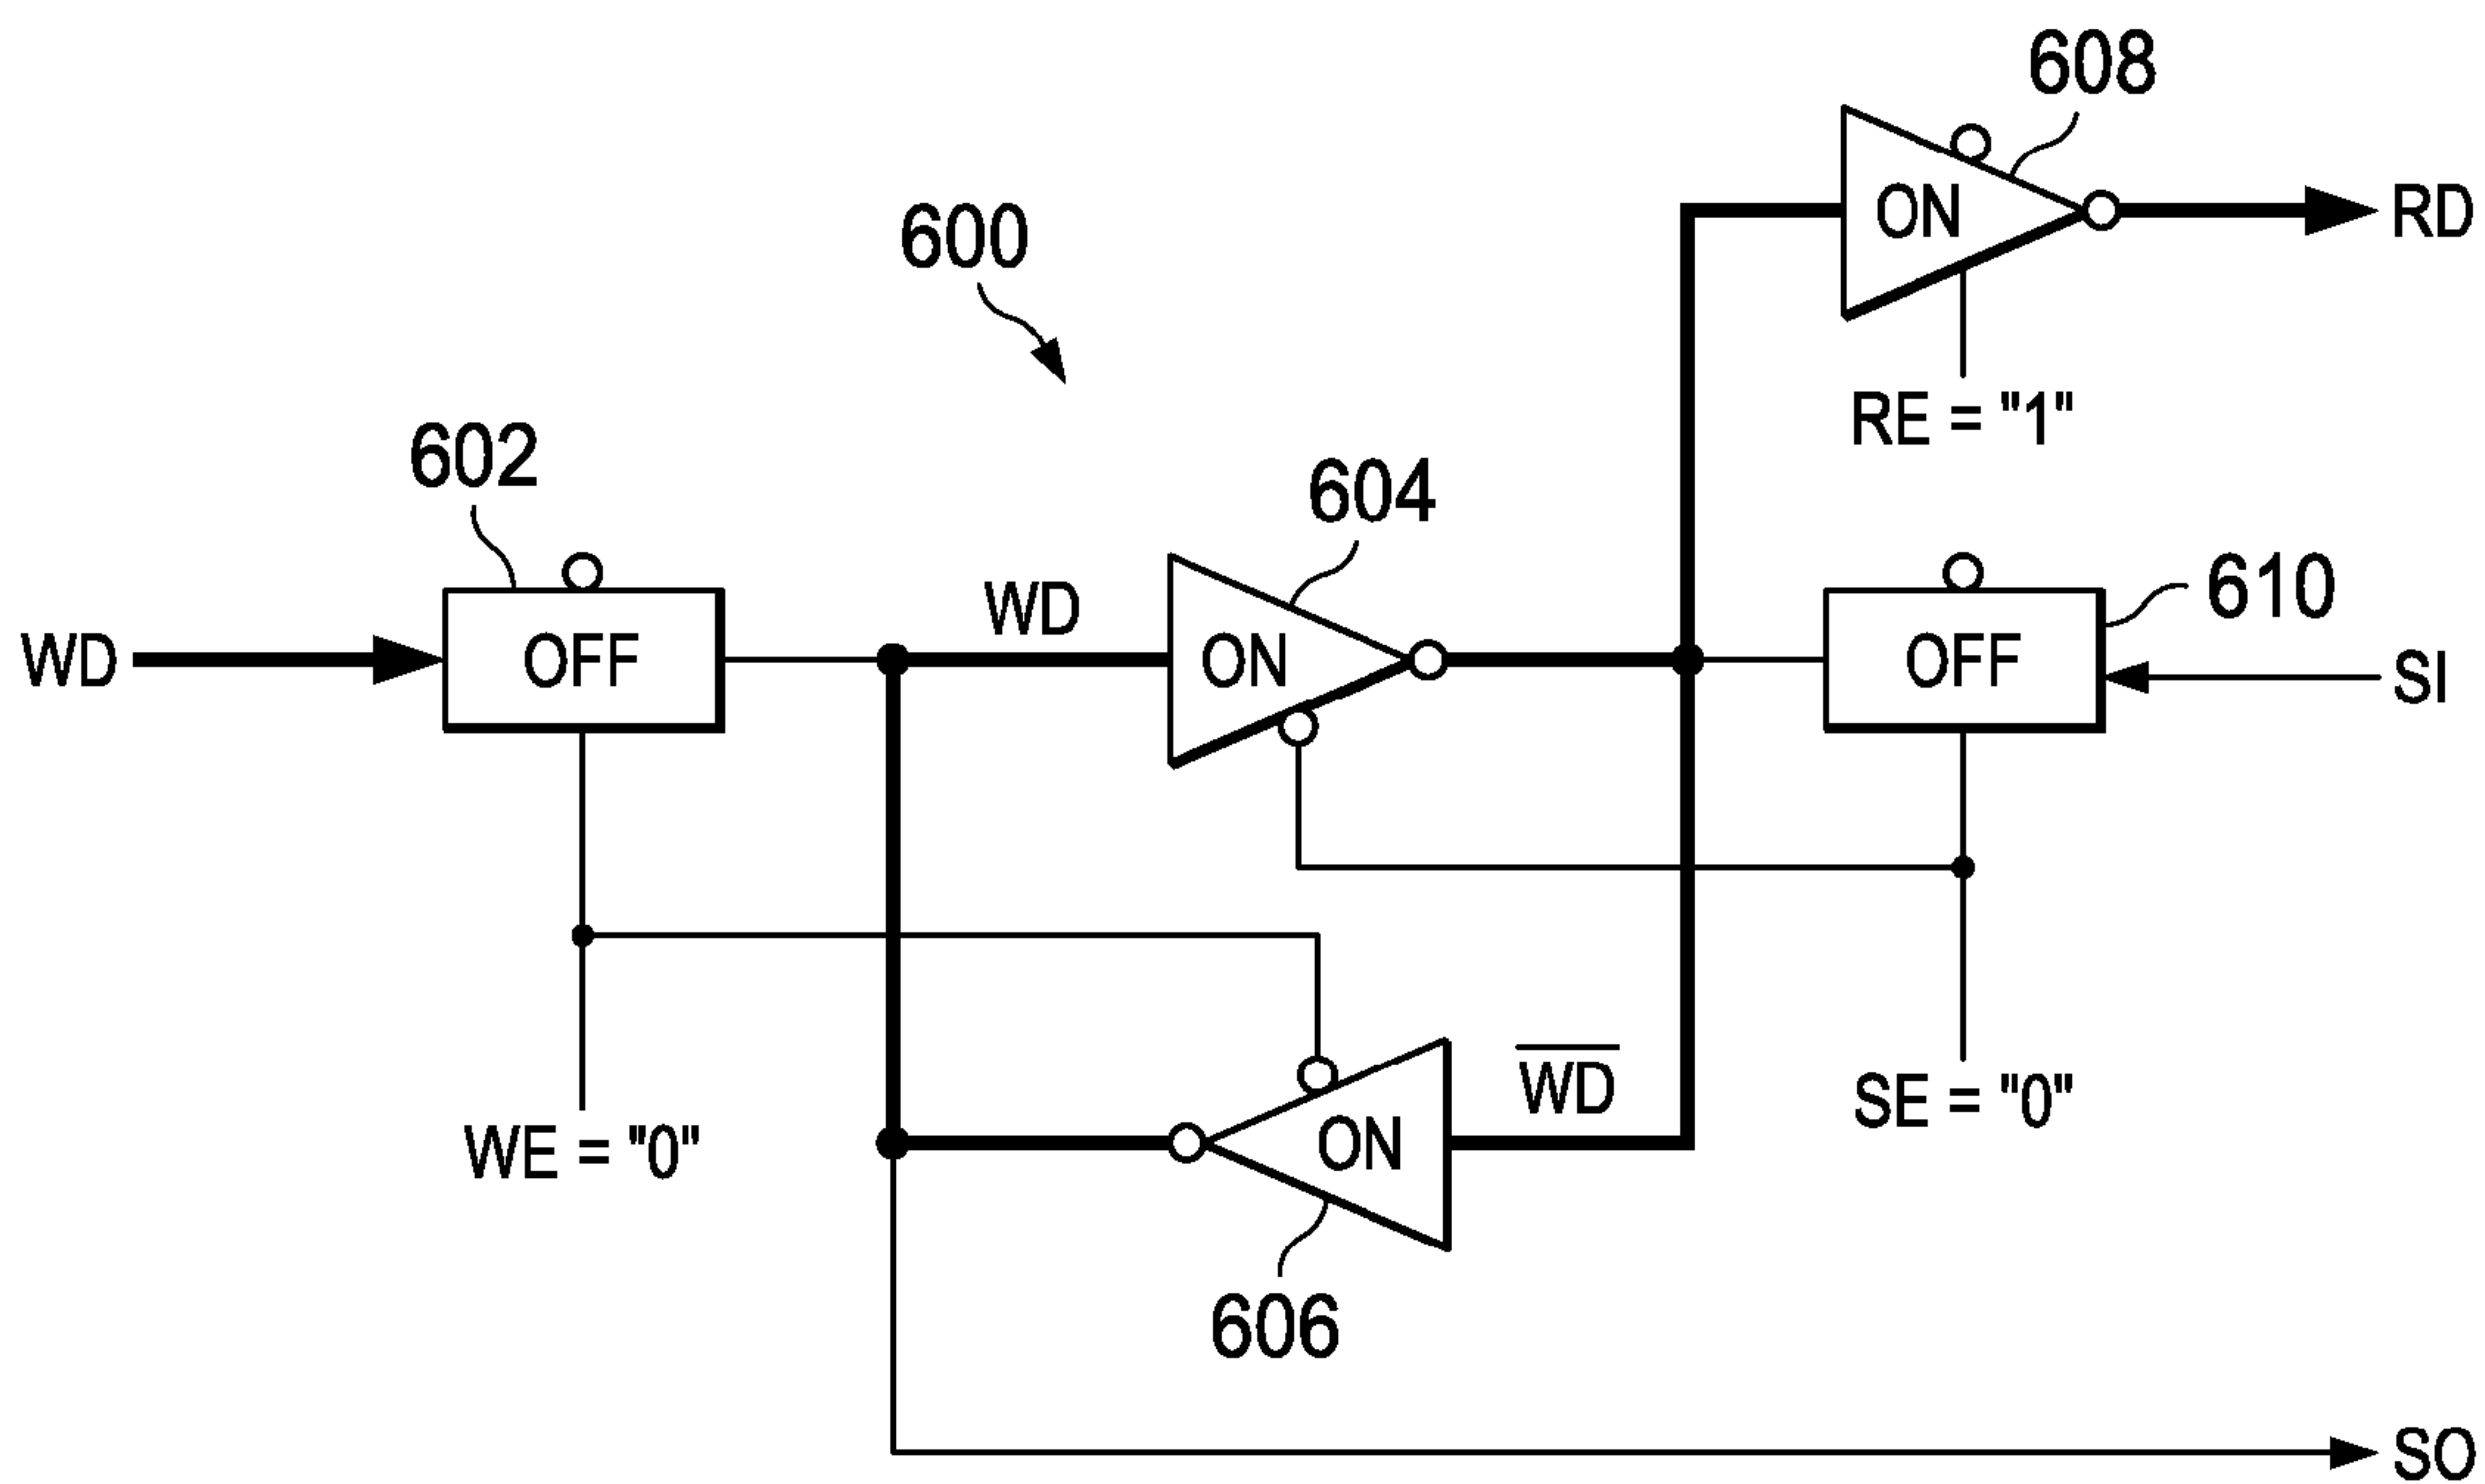 608
ON
RD
600
RE = "1"
602
604
WD
OFF
WD
ON
OFF
610
SI
WD
ON
SE = "0"
WE = "0"
606
SO